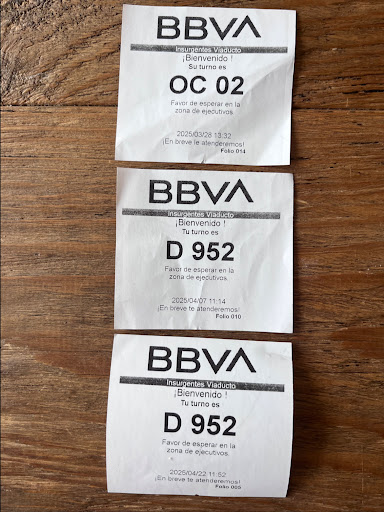 BBVA
Insurgentes Viaducto
¡Bienvenido !
Su turno es
OC 02
Favor de esperar en la
zona de ejecutivos.
2025/03/28 13:32
¡En breve le atenderemos!
Folio 014
BBVA
Insurgentes Viaducto
¡Bienvenido !
Tu turno es
D 952
Favor de esperar en la
zona de ejecutivos.
2025/04/07 11:14
¡En breve te atenderemos!
Folio 010
BBVA
Insurgentes Viaducto
¡Bienvenido !
Tu turno es
D 952
Favor de esperar en la
zona de ejecutivos.
2025/04/22 11:52
¡En breve te atenderemos!
Folio 005